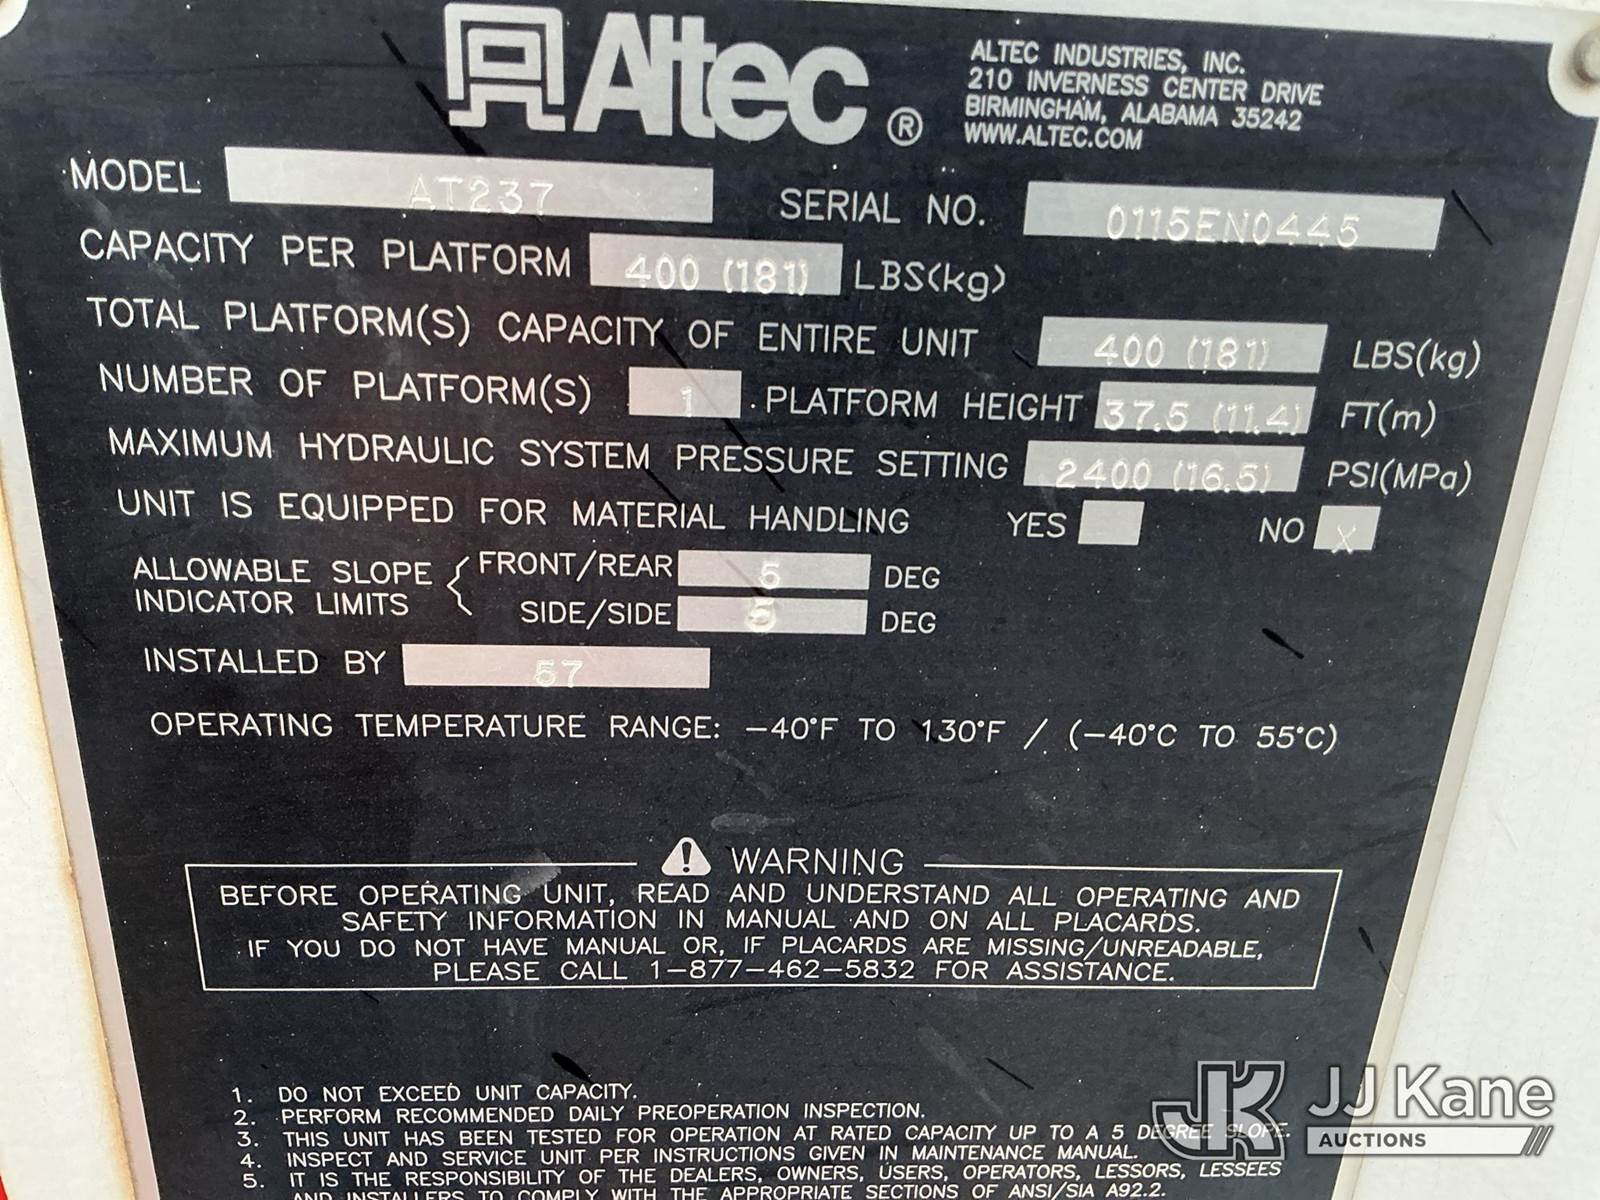 Altec ®
ALTEC INDUSTRIES, INC.
210 INVERNESS CENTER DRIVE
BIRMINGHAM, ALABAMA 35242
WWW.ALTEC.COM
MODEL AT237 SERIAL NO. 0115EN0445
CAPACITY PER PLATFORM 400 (181) LBS(kg)
TOTAL PLATFORM(S) CAPACITY OF ENTIRE UNIT 400 (181) LBS(kg)
NUMBER OF PLATFORM(S) 1 PLATFORM HEIGHT 37.5 (11.4) FT(m)
MAXIMUM HYDRAULIC SYSTEM PRESSURE SETTING 2400 (16.5) PSI(MPa)
UNIT IS EQUIPPED FOR MATERIAL HANDLING YES NO X
ALLOWABLE SLOPE INDICATOR LIMITS { FRONT/REAR 5 DEG
SIDE/SIDE 5 DEG
INSTALLED BY 57
OPERATING TEMPERATURE RANGE: -40°F TO 130°F / (-40°C TO 55°C)
WARNING
BEFORE OPERATING UNIT, READ AND UNDERSTAND ALL OPERATING AND
SAFETY INFORMATION IN MANUAL AND ON ALL PLACARDS.
IF YOU DO NOT HAVE MANUAL OR, IF PLACARDS ARE MISSING/UNREADABLE,
PLEASE CALL 1-877-462-5832 FOR ASSISTANCE.
1. DO NOT EXCEED UNIT CAPACITY.
2. PERFORM RECOMMENDED DAILY PREOPERATION INSPECTION.
3. THIS UNIT HAS BEEN TESTED FOR OPERATION AT RATED CAPACITY UP TO A 5 DEGREE SLOPE.
4. INSPECT AND SERVICE UNIT PER INSTRUCTIONS GIVEN IN MAINTENANCE MANUAL.
5. IT IS THE RESPONSIBILITY OF THE DEALERS, OWNERS, USERS, OPERATORS, LESSORS, LESSEES
AND INSTALLERS TO COMPLY WITH THE APPROPRIATE SECTIONS OF ANSI/SIA A92.2.
JK JJ Kane
AUCTIONS